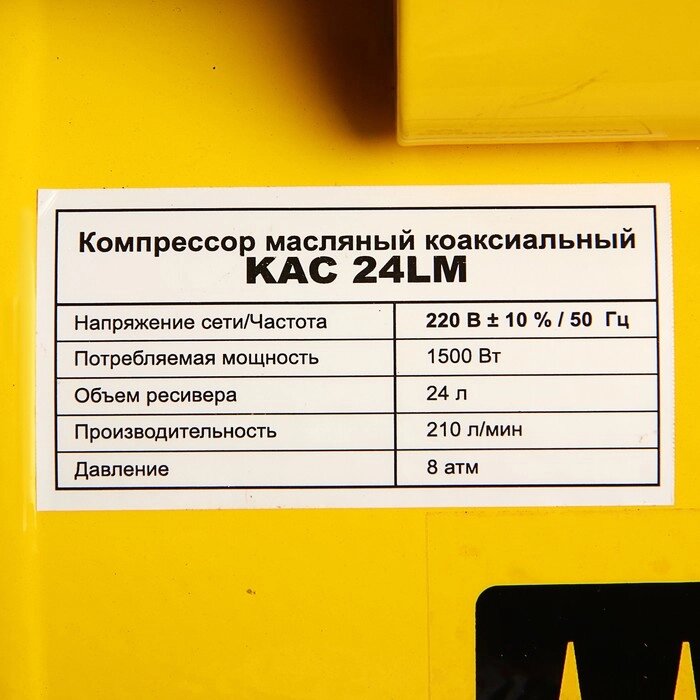 Компрессор масляный коаксиальный
KAC 24LM
Напряжение сети/Частота 220 В ± 10 % / 50 Гц
Потребляемая мощность 1500 Вт
Объем ресивера 24 л
Производительность 210 л/мин
Давление 8 атм